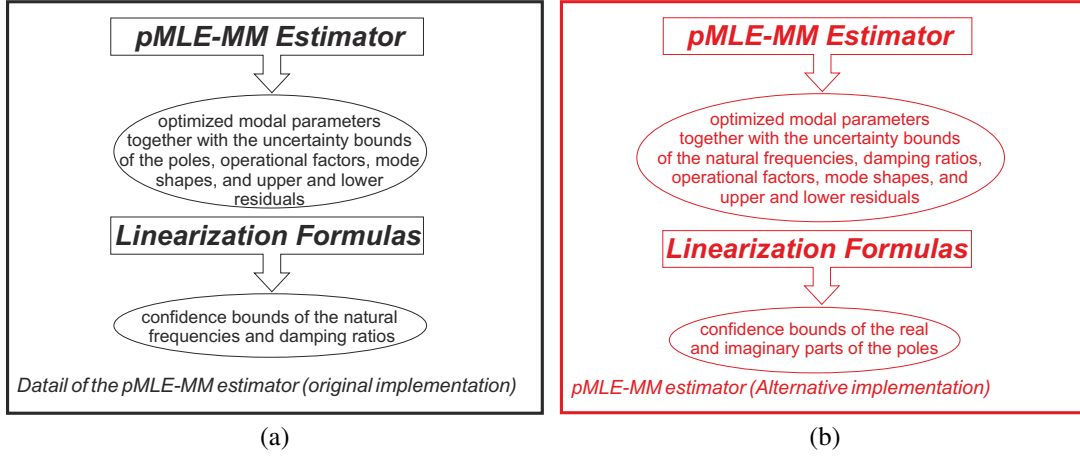 pMLE-MM Estimator
optimized modal parameters
together with the uncertainty bounds
of the poles, operational factors, mode
shapes, and upper and lower
residuals
Linearization Formulas
confidence bounds of the natural
frequencies and damping ratios
Datail of the pMLE-MM estimator (original implementation)
(a)
pMLE-MM Estimator
optimized modal parameters
together with the uncertainty bounds
of the natural frequencies, damping ratios,
operational factors, mode shapes, and
upper and lower residuals
Linearization Formulas
confidence bounds of the real
and imaginary parts of the poles
pMLE-MM estimator (Alternative implementation)
(b)